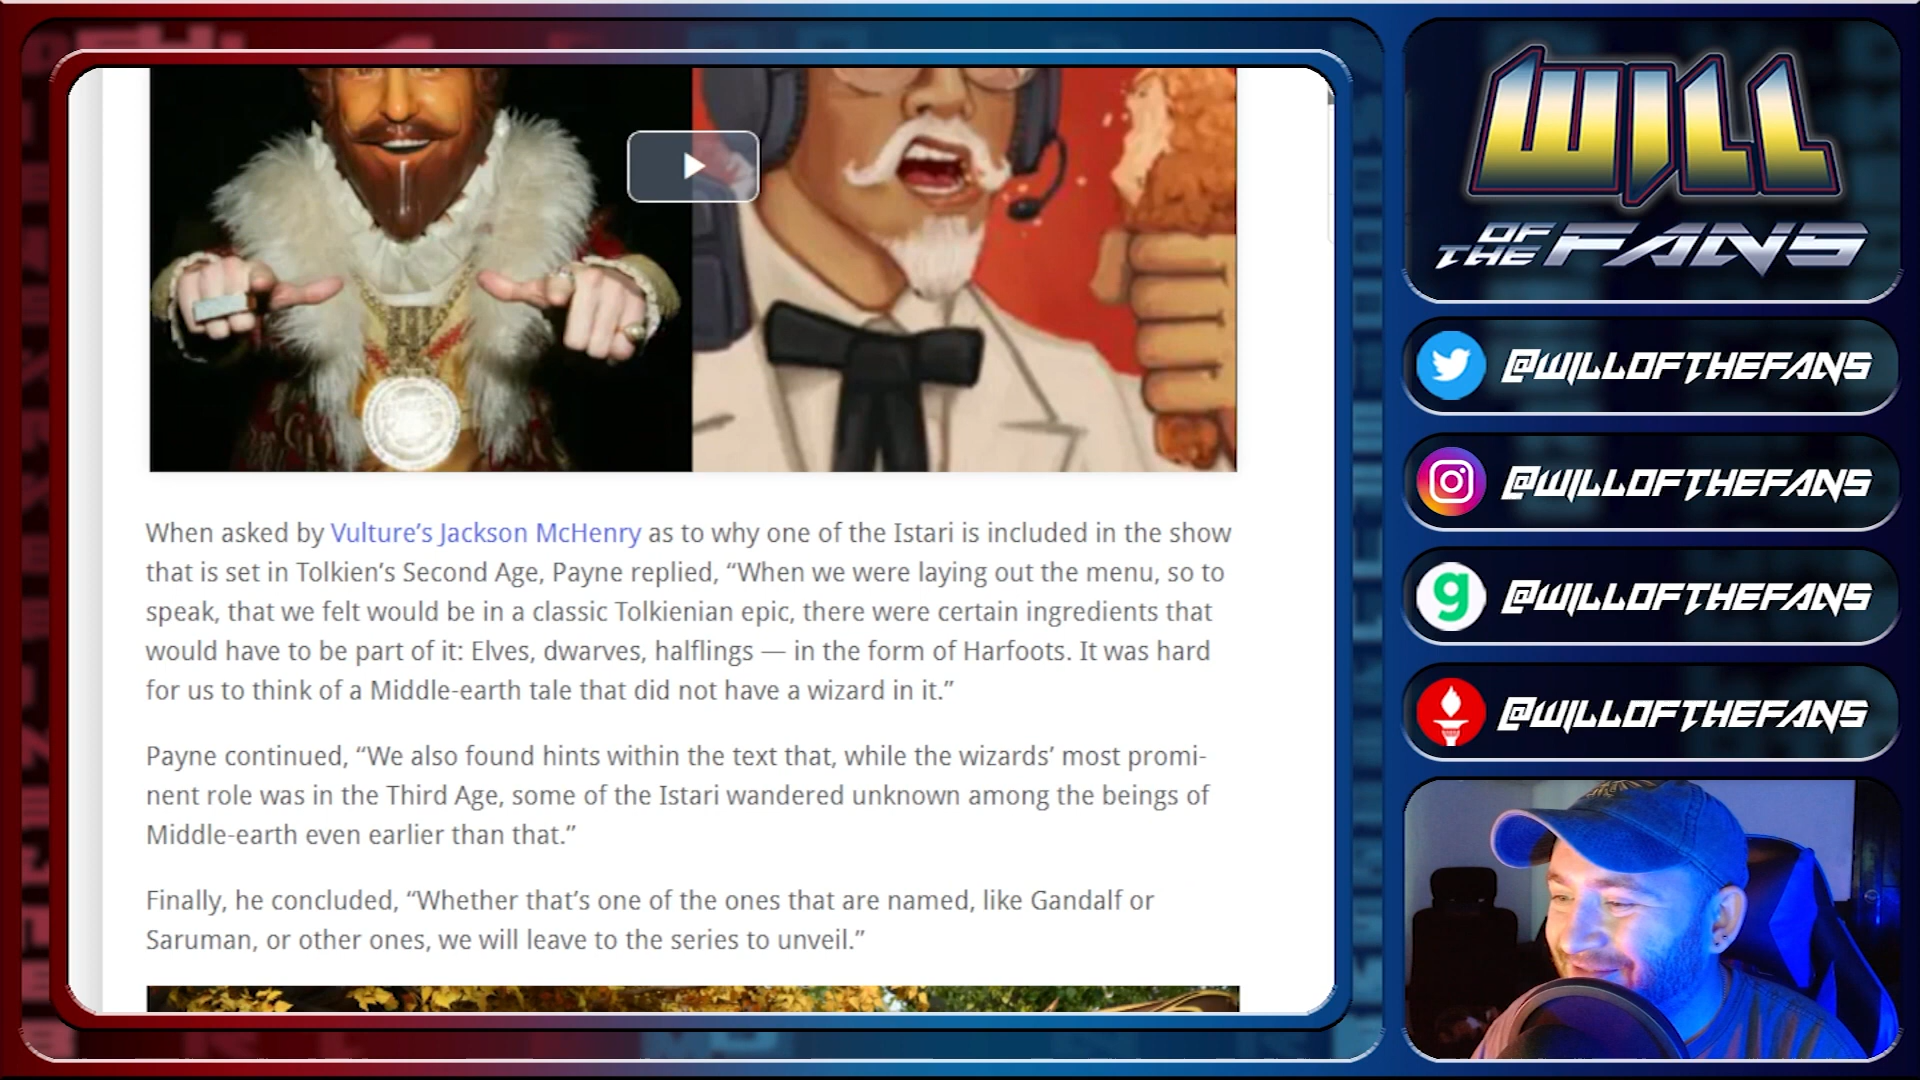 When asked by Vulture’s Jackson McHenry as to why one of the Istari is included in the show
that is set in Tolkien’s Second Age, Payne replied, “When we were laying out the menu, so to
speak, that we felt would be in a classic Tolkienian epic, there were certain ingredients that
would have to be part of it: Elves, dwarves, halflings — in the form of Harfoots. It was hard
for us to think of a Middle-earth tale that did not have a wizard in it.”
Payne continued, “We also found hints within the text that, while the wizards’ most promi-
nent role was in the Third Age, some of the Istari wandered unknown among the beings of
Middle-earth even earlier than that.”
Finally, he concluded, “Whether that’s one of the ones that are named, like Gandalf or
Saruman, or other ones, we will leave to the series to unveil.”
WILL
OF
THE FANS
@WILLOFTHEFANS
@WILLOFTHEFANS
g
@WILLOFTHEFANS
@WILLOFTHEFANS